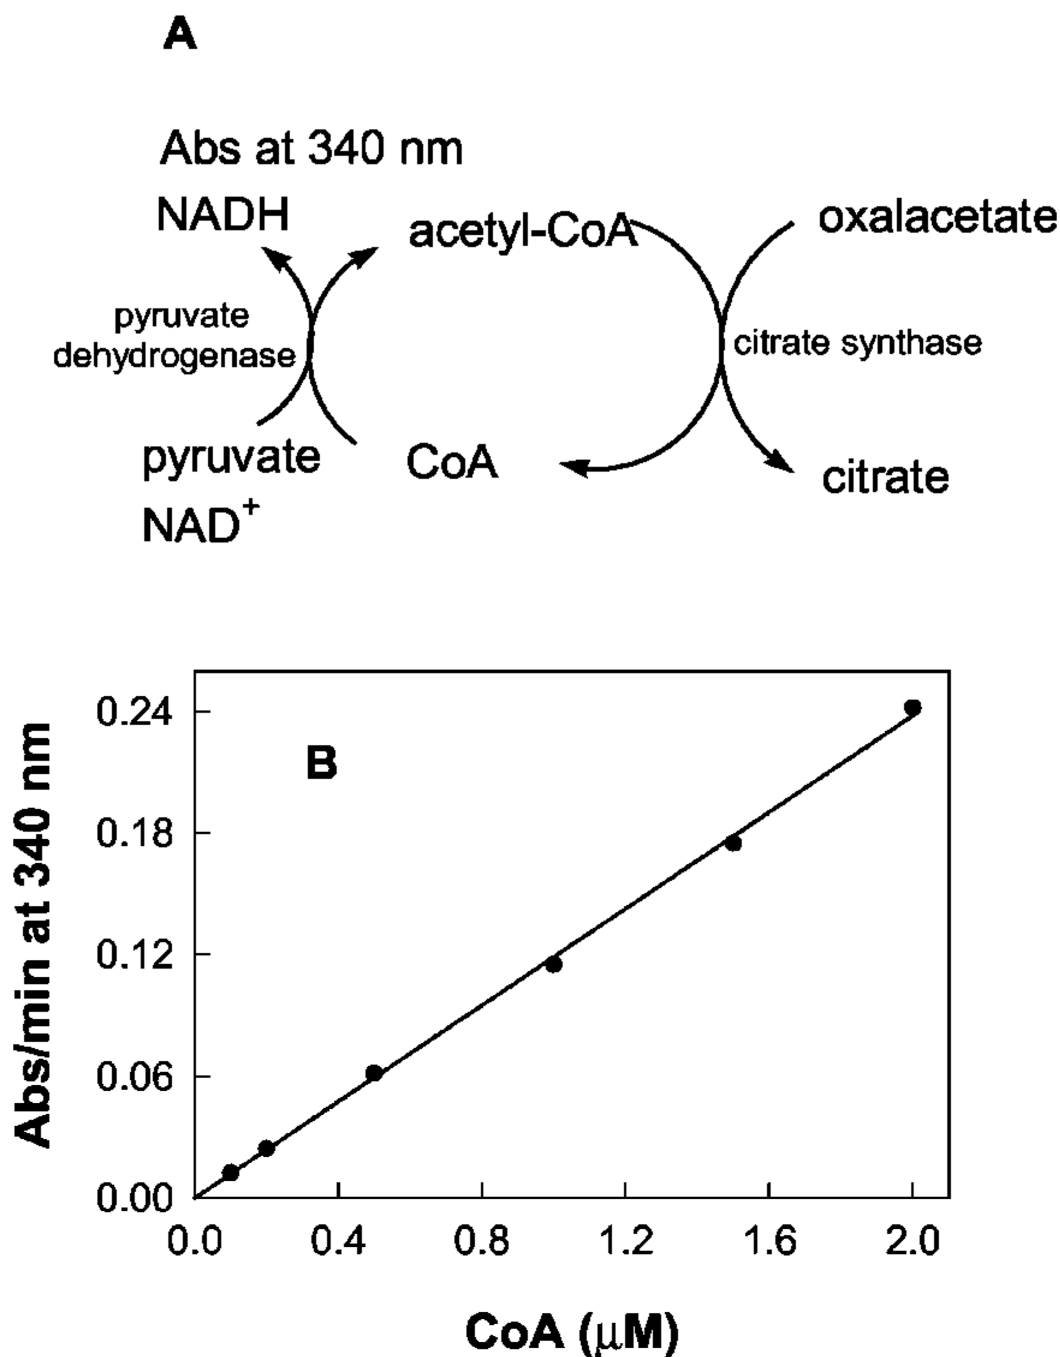 A
Abs at 340 nm
NADH
acetyl-CoA
oxalacetate
pyruvate
dehydrogenase
citrate synthase
pyruvate
CoA
citrate
NAD⁺
B
Abs/min at 340 nm
0.24
0.18
0.12
0.06
0.00
0.0 0.4 0.8 1.2 1.6 2.0
CoA (μM)